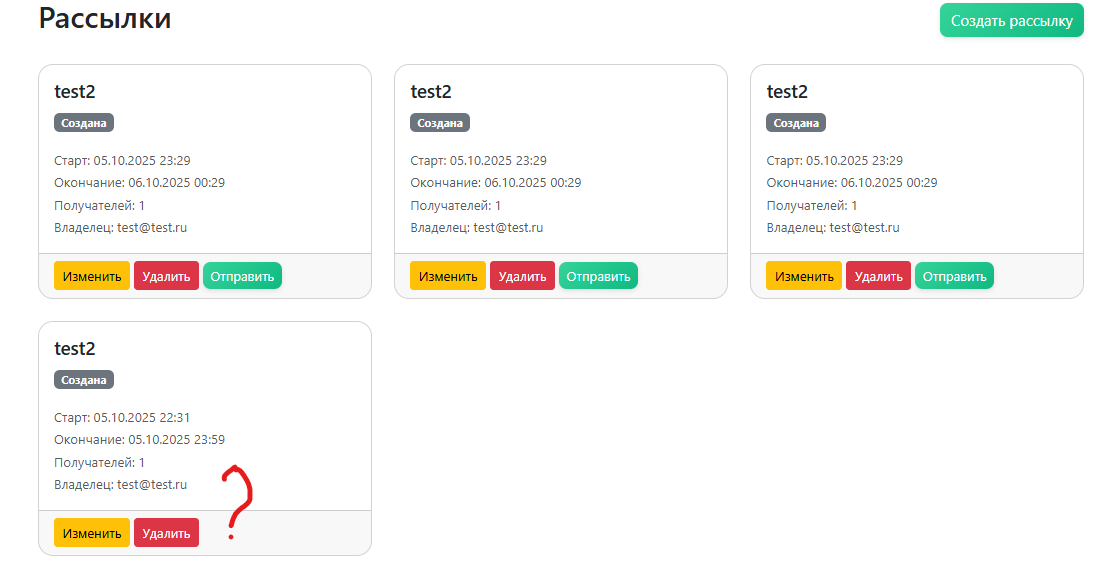 Рассылки
Создать рассылку
test2
Создана
Старт: 05.10.2025 23:29
Окончание: 06.10.2025 00:29
Получателей: 1
Владелец: test@test.ru
Изменить Удалить Отправить
test2
Создана
Старт: 05.10.2025 23:29
Окончание: 06.10.2025 00:29
Получателей: 1
Владелец: test@test.ru
Изменить Удалить Отправить
test2
Создана
Старт: 05.10.2025 23:29
Окончание: 06.10.2025 00:29
Получателей: 1
Владелец: test@test.ru
Изменить Удалить Отправить
test2
Создана
Старт: 05.10.2025 22:31
Окончание: 05.10.2025 23:59
Получателей: 1
Владелец: test@test.ru
?
Изменить Удалить